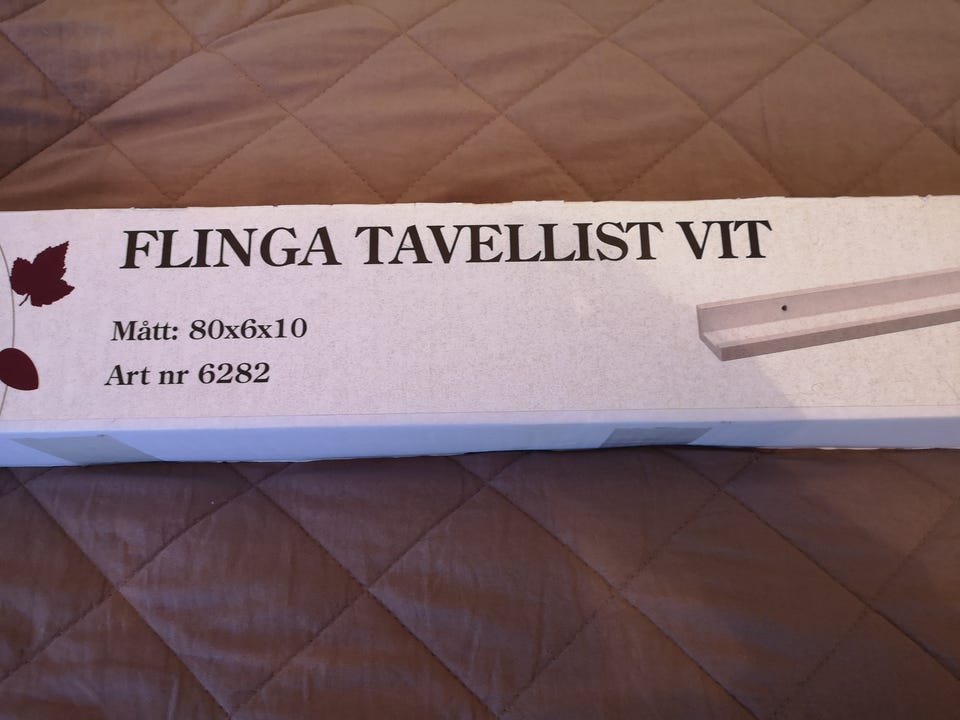 FLINGA TAVELLIST VIT
Mått: 80x6x10
Art nr 6282